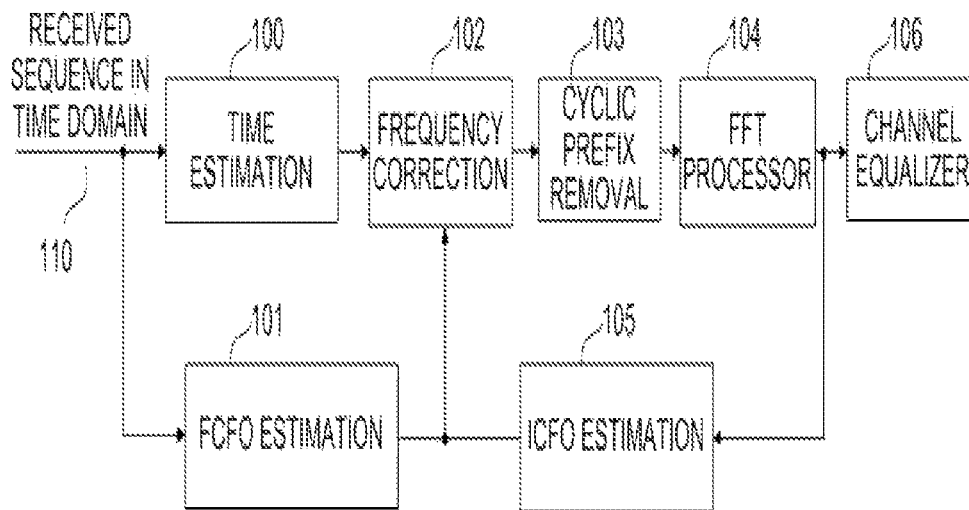 RECEIVED
SEQUENCE IN
TIME DOMAIN
100
102
103
104
106
TIME
ESTIMATION
FREQUENCY
CORRECTION
CYCLIC
PREFIX
REMOVAL
FFT
PROCESSOR
CHANNEL
EQUALIZER
110
101
105
FCFO ESTIMATION
ICFO ESTIMATION